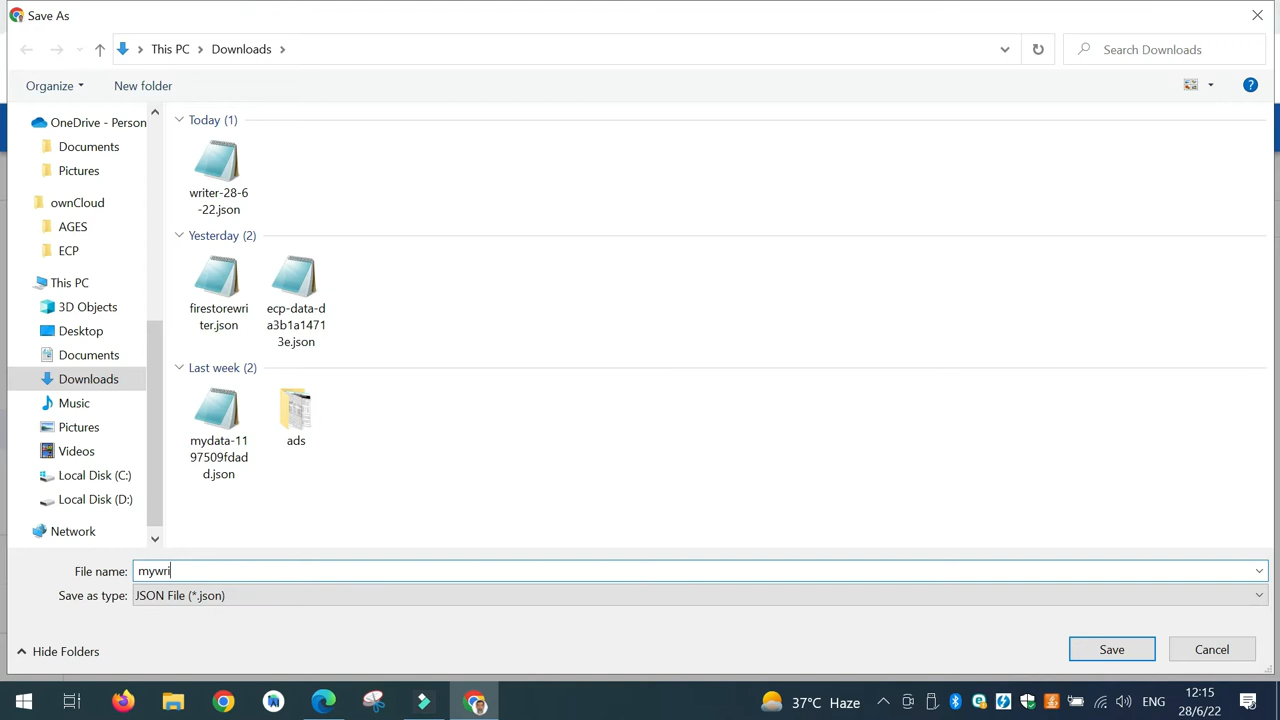 Save As
This PC
Downloads
Search Downloads
Organize
New folder
OneDrive - Person
Documents
Pictures
ownCloud
AGES
ECP
This PC
3D Objects
Desktop
Documents
Downloads
Music
Pictures
Videos
Local Disk (C:)
Local Disk (D:)
Network
Today (1)
writer-28-6
-22.json
Yesterday (2)
firestorewri
ter.json
ecp-data-d
a3b1a1471
3e.json
Last week (2)
mydata-11
97509fdad
d.json
ads
File name: mywri
Save as type: JSON File (*.json)
Hide Folders
Save
Cancel
37°C Haze
ENG
12:15
28/6/22